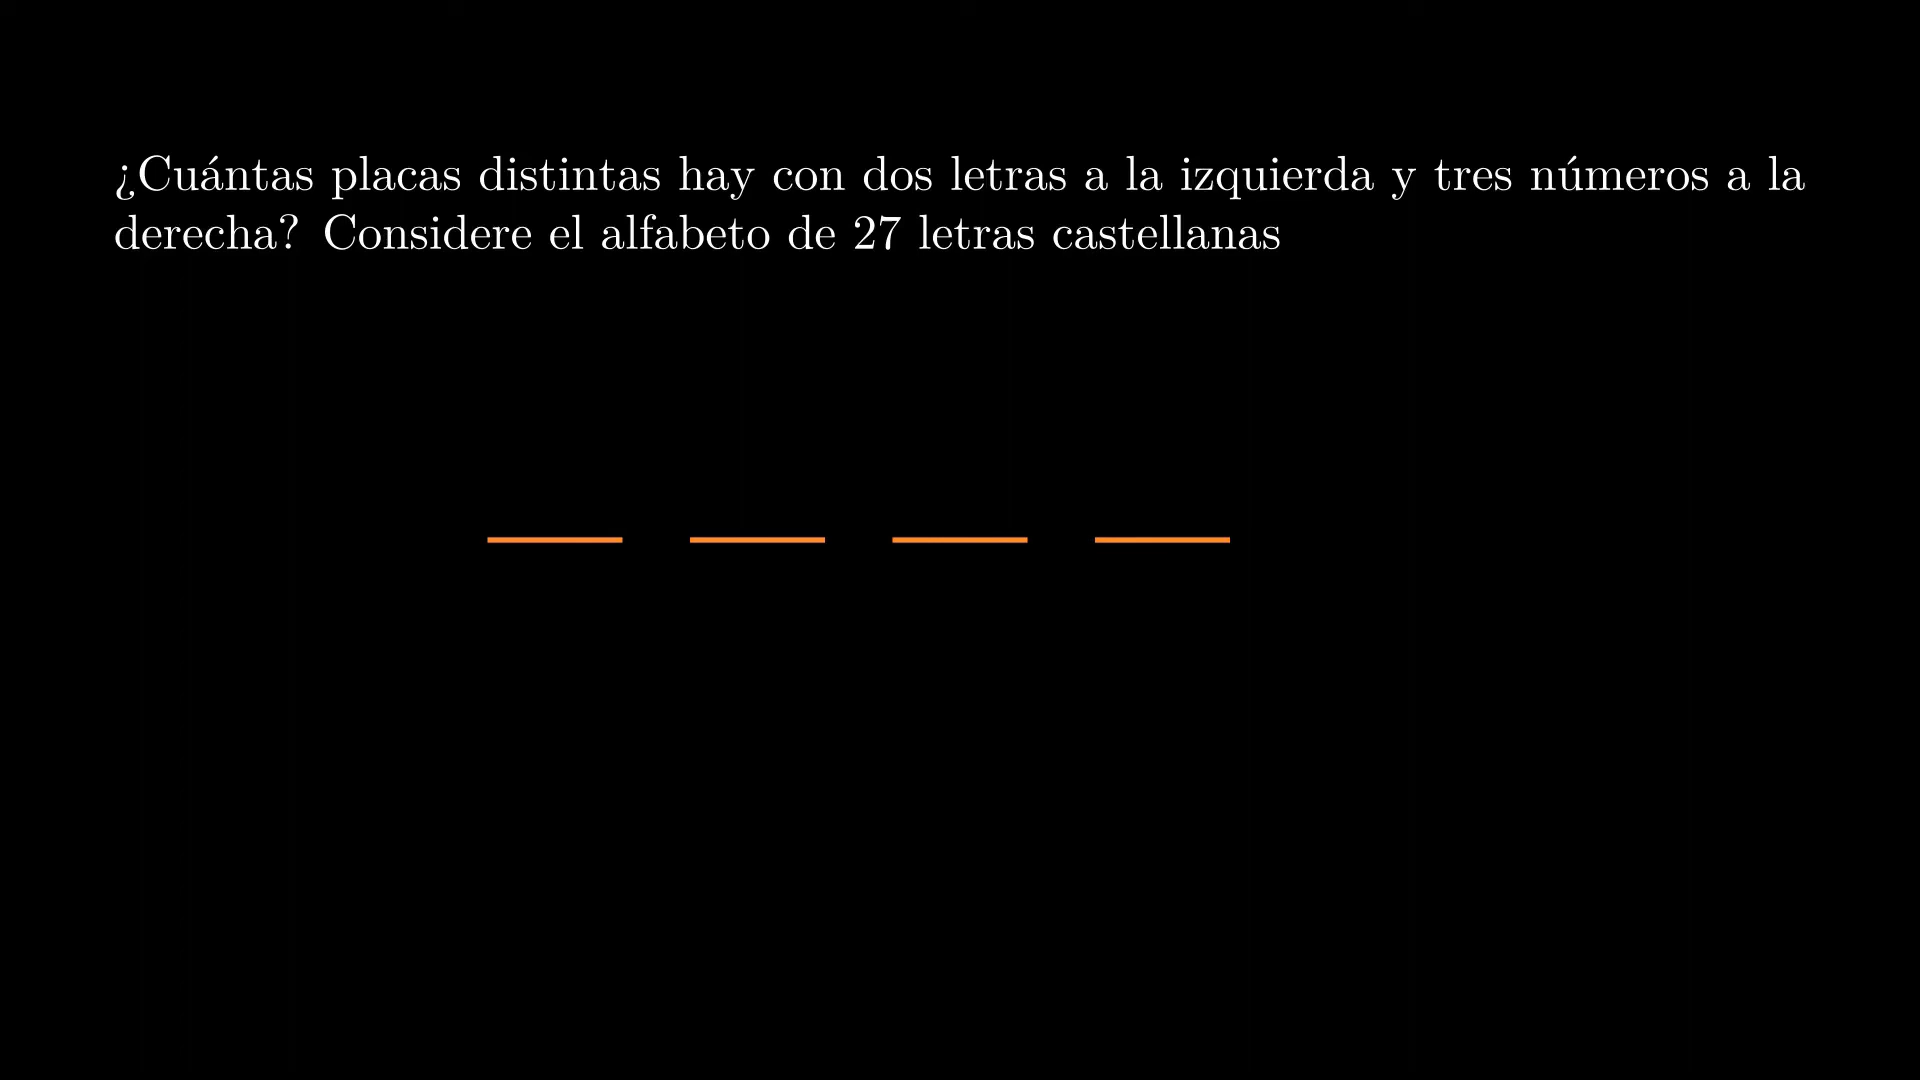 ¿Cuántas placas distintas hay con dos letras a la izquierda y tres números a la
derecha? Considere el alfabeto de 27 letras castellanas